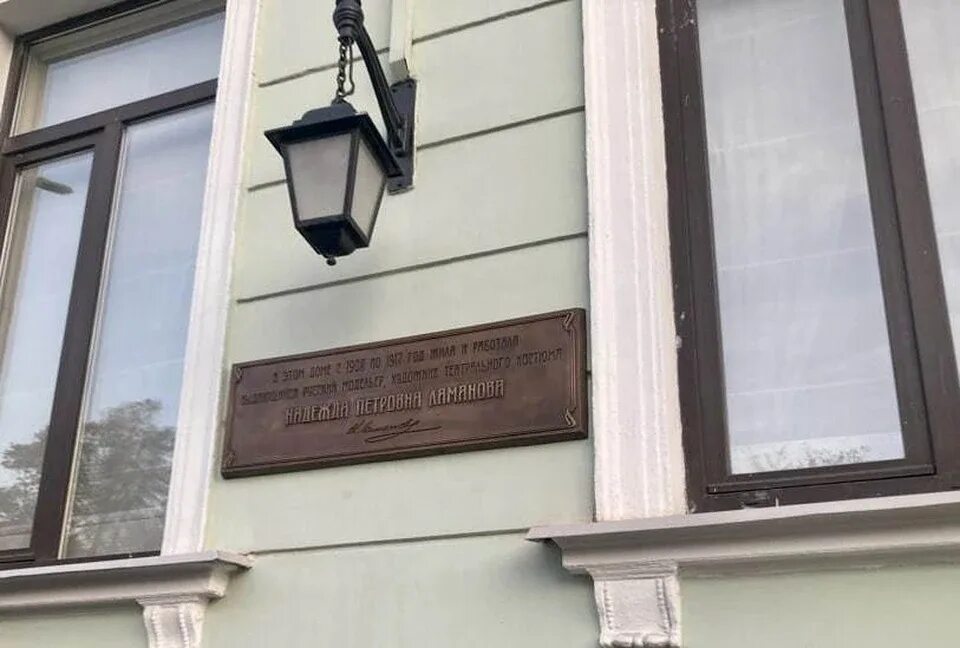 В ЭТОМ ДОМЕ С 1908 ПО 1917 ГОД ЖИЛА И РАБОТАЛА
ВЫДАЮЩИЙСЯ РУССКИЙ МОДЕЛЬЕР, ХУДОЖНИК ТЕАТРАЛЬНОГО КОСТЮМА
НАДЕЖДА ПЕТРОВНА ЛАМАНОВА